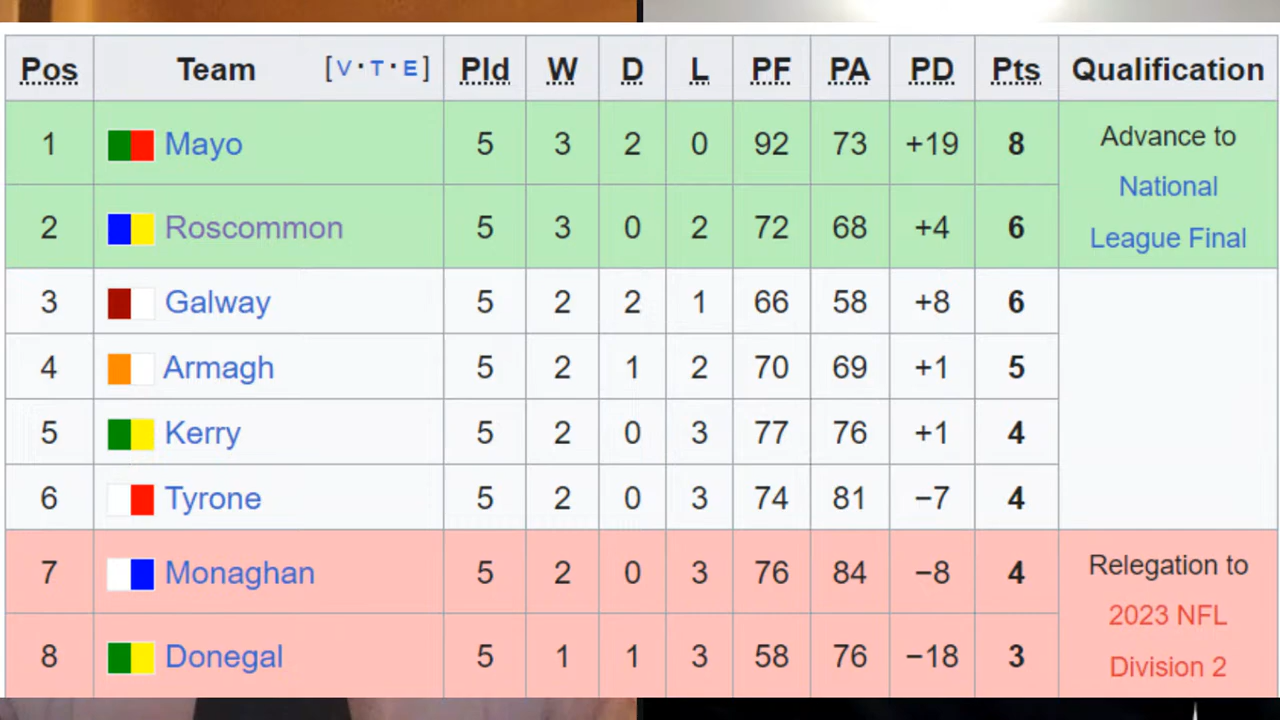 Pos Team [V·T·E] Pld W D L PF PA PD Pts Qualification
1 Mayo 5 3 2 0 92 73 +19 8 Advance to
National
2 Roscommon 5 3 0 2 72 68 +4 6
League Final
3 Galway 5 2 2 1 66 58 +8 6
4 Armagh 5 2 1 2 70 69 +1 5
5 Kerry 5 2 0 3 77 76 +1 4
6 Tyrone 5 2 0 3 74 81 −7 4
7 Monaghan 5 2 0 3 76 84 −8 4 Relegation to
2023 NFL
8 Donegal 5 1 1 3 58 76 −18 3
Division 2